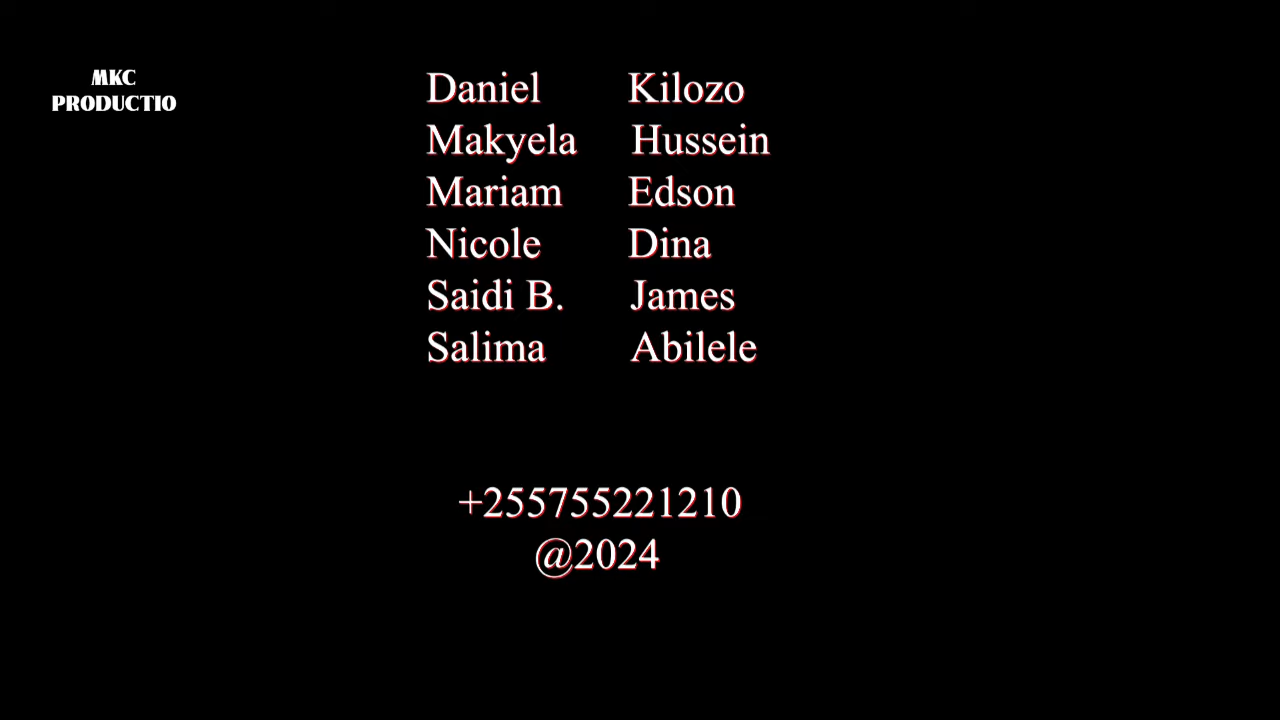 MKC
PRODUCTIO
Daniel Kilozo
Makyela Hussein
Mariam Edson
Nicole Dina
Saidi B. James
Salima Abilele
+255755221210
@2024